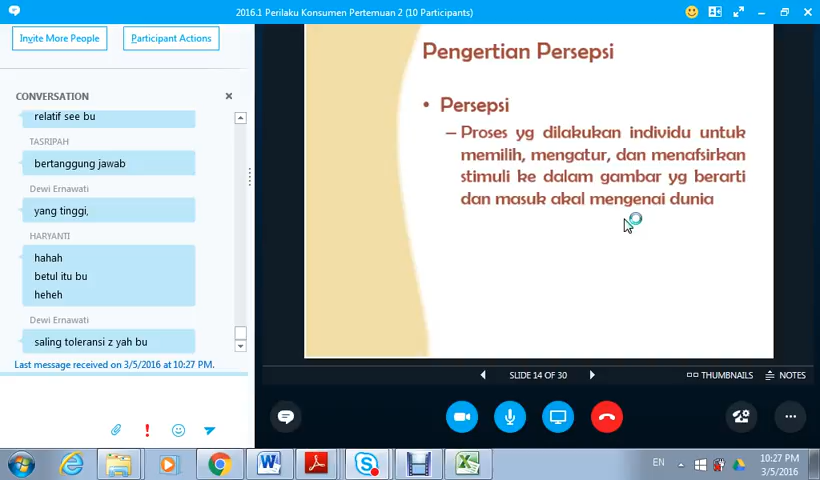 2016.1 Perilaku Konsumen Pertemuan 2 (10 Participants)
Invite More People
Participant Actions
CONVERSATION
relatif see bu
TASRIPAH
bertanggung jawab
Dewi Ernawati
yang tinggi,
HARYANTI
hahah
betul itu bu
heheh
Dewi Ernawati
saling toleransi z yah bu
Last message received on 3/5/2016 at 10:27 PM.
Pengertian Persepsi
• Persepsi
– Proses yg dilakukan individu untuk
memilih, mengatur, dan menafsirkan
stimuli ke dalam gambar yg berarti
dan masuk akal mengenai dunia
SLIDE 14 OF 30
THUMBNAILS
NOTES
EN
10:27 PM
3/5/2016